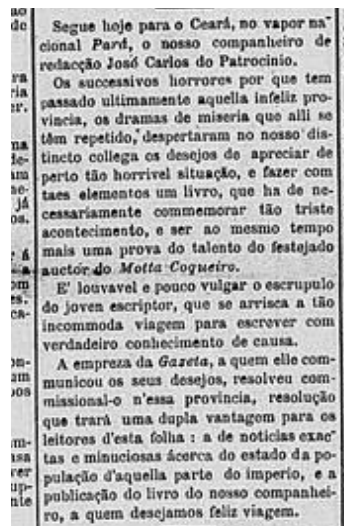 Segue hoje para o Ceará, no vapor na-
cional Pará, o nosso companheiro de
redacção José Carlos do Patrocinio.
Os successivos horrores por que tem
passado ultimamente aquella infeliz pro-
vincia, os dramas de miseria que alli se
têm repetido, despertaram no nosso dis-
tincto collega os desejos de apreciar de
perto tão horrivel situação, e fazer com
taes elementos um livro, que ha de ne-
cessariamente commemorar tão triste
acontecimento, e ser ao mesmo tempo
mais uma prova do talento do festejado
auctor do Motta Coqueiro.
E' louvavel e pouco vulgar o escrupulo
do joven escriptor, que se arrisca a tão
incommoda viagem para escrever com
verdadeiro conhecimento de causa.
A empreza da Gazeta, a quem elle com-
municou os seus desejos, resolveu com-
missional-o n'essa provincia, resolução
que trará uma dupla vantagem para os
leitores d'esta folha : a de noticias exac-
tas e minuciosas ácerca do estado da po-
pulação d'aquella parte do imperio, e a
publicação do livro do nosso companhei-
ro, a quem desejamos feliz viagem.